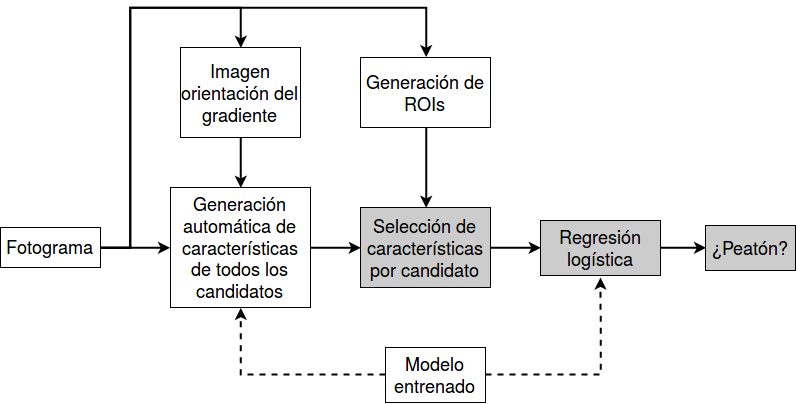 Imagen
orientación del
gradiente
Generación de
ROIs
Fotograma
Generación
automática de
características
de todos los
candidatos
Selección de
características
por candidato
Regresión
logística
¿Peatón?
Modelo
entrenado